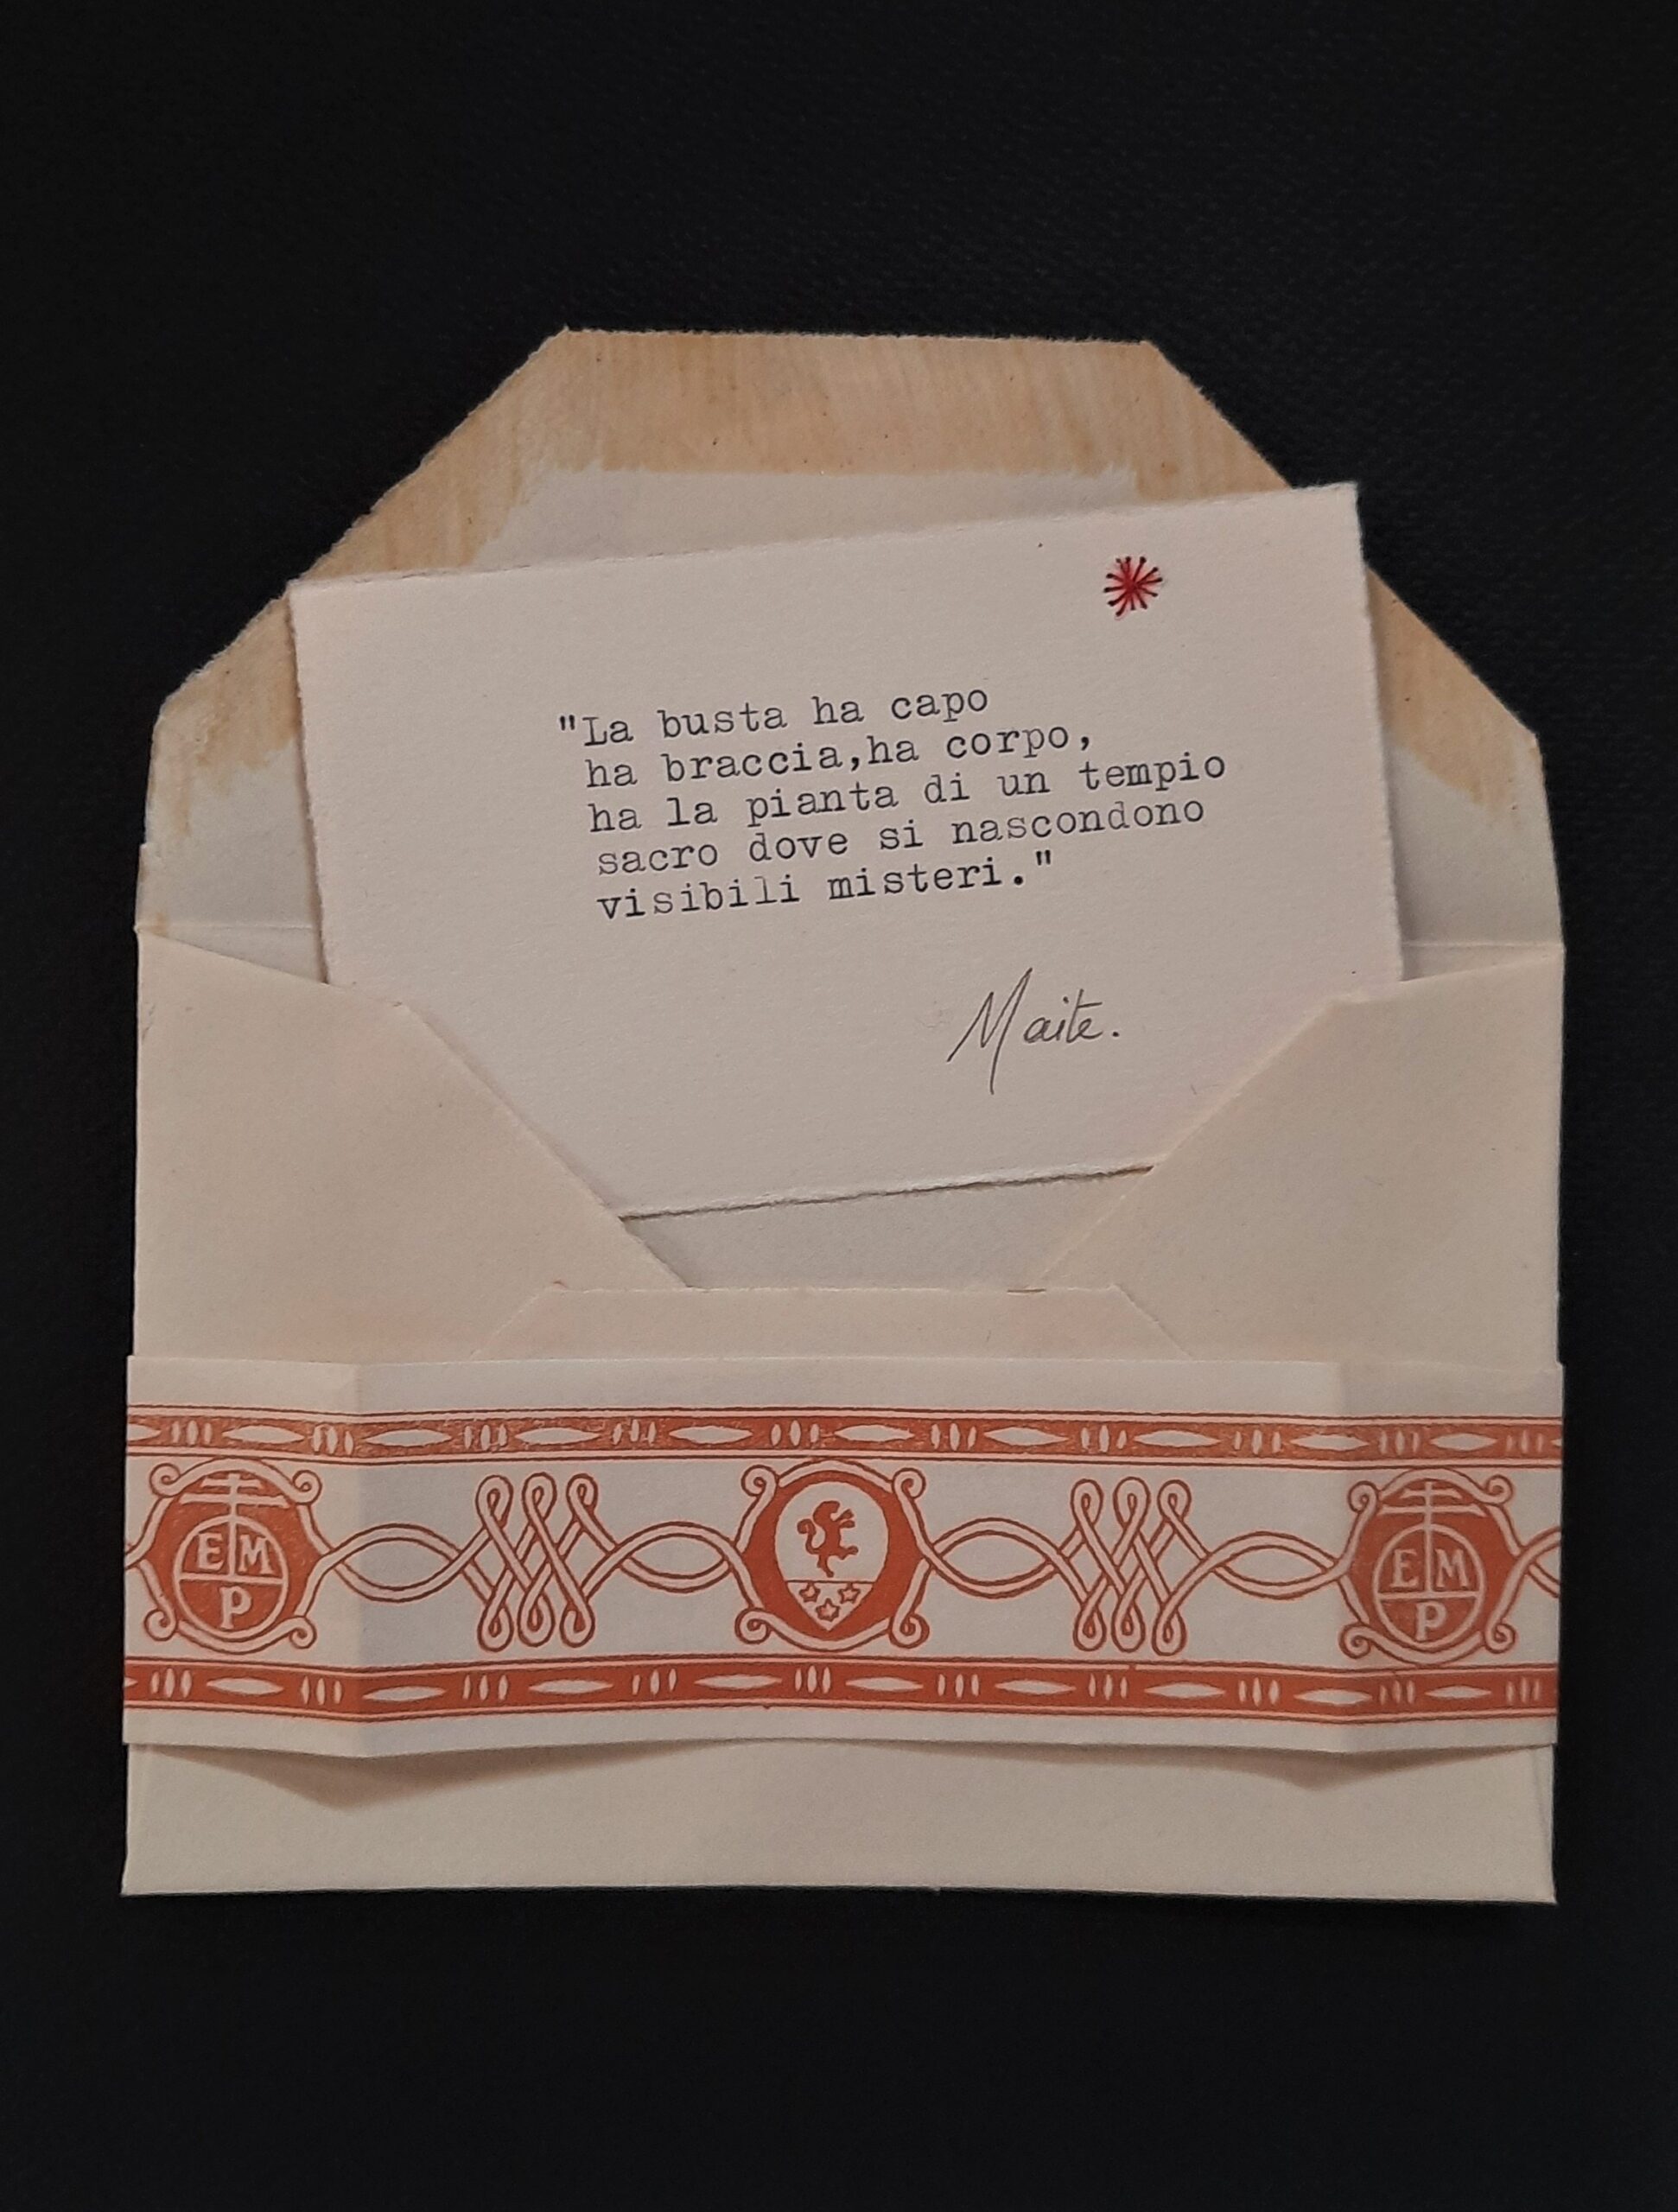 "La busta ha capo
ha braccia,ha corpo,
ha la pianta di un tempio
sacro dove si nascondono
visibili misteri."
Maite.
E M
P
E M
P